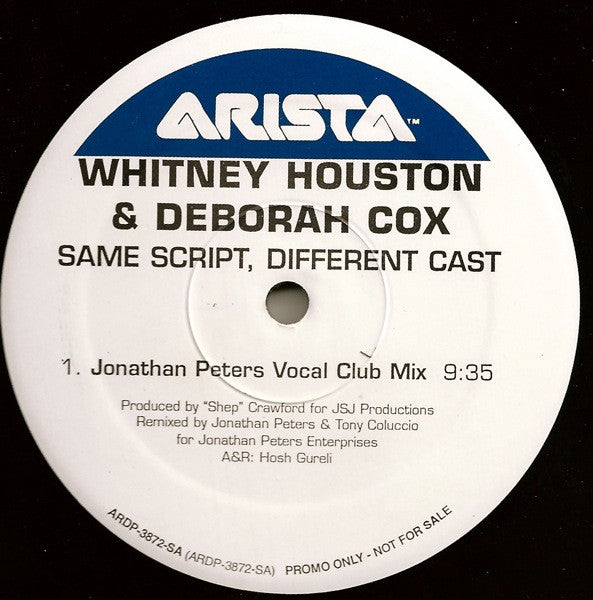 ARISTA™
WHITNEY HOUSTON
& DEBORAH COX
SAME SCRIPT, DIFFERENT CAST
1. Jonathan Peters Vocal Club Mix 9:35
Produced by “Shep” Crawford for JSJ Productions
Remixed by Jonathan Peters & Tony Coluccio
for Jonathan Peters Enterprises
A&R: Hosh Gureli
ARDP-3872-SA (ARDP-3872-SA) PROMO ONLY - NOT FOR SALE